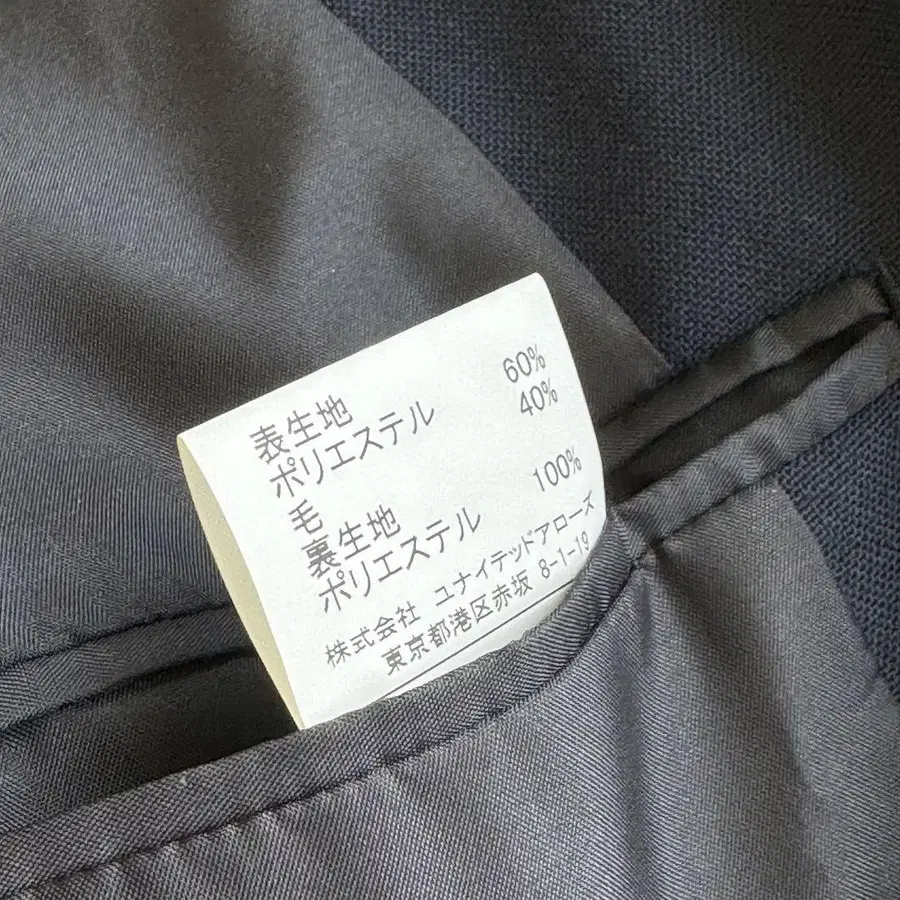 表生地
ポリエステル 60%
毛 40%
裏生地
ポリエステル 100%
株式会社 ユナイテッドアローズ
東京都港区赤坂 8-1-19